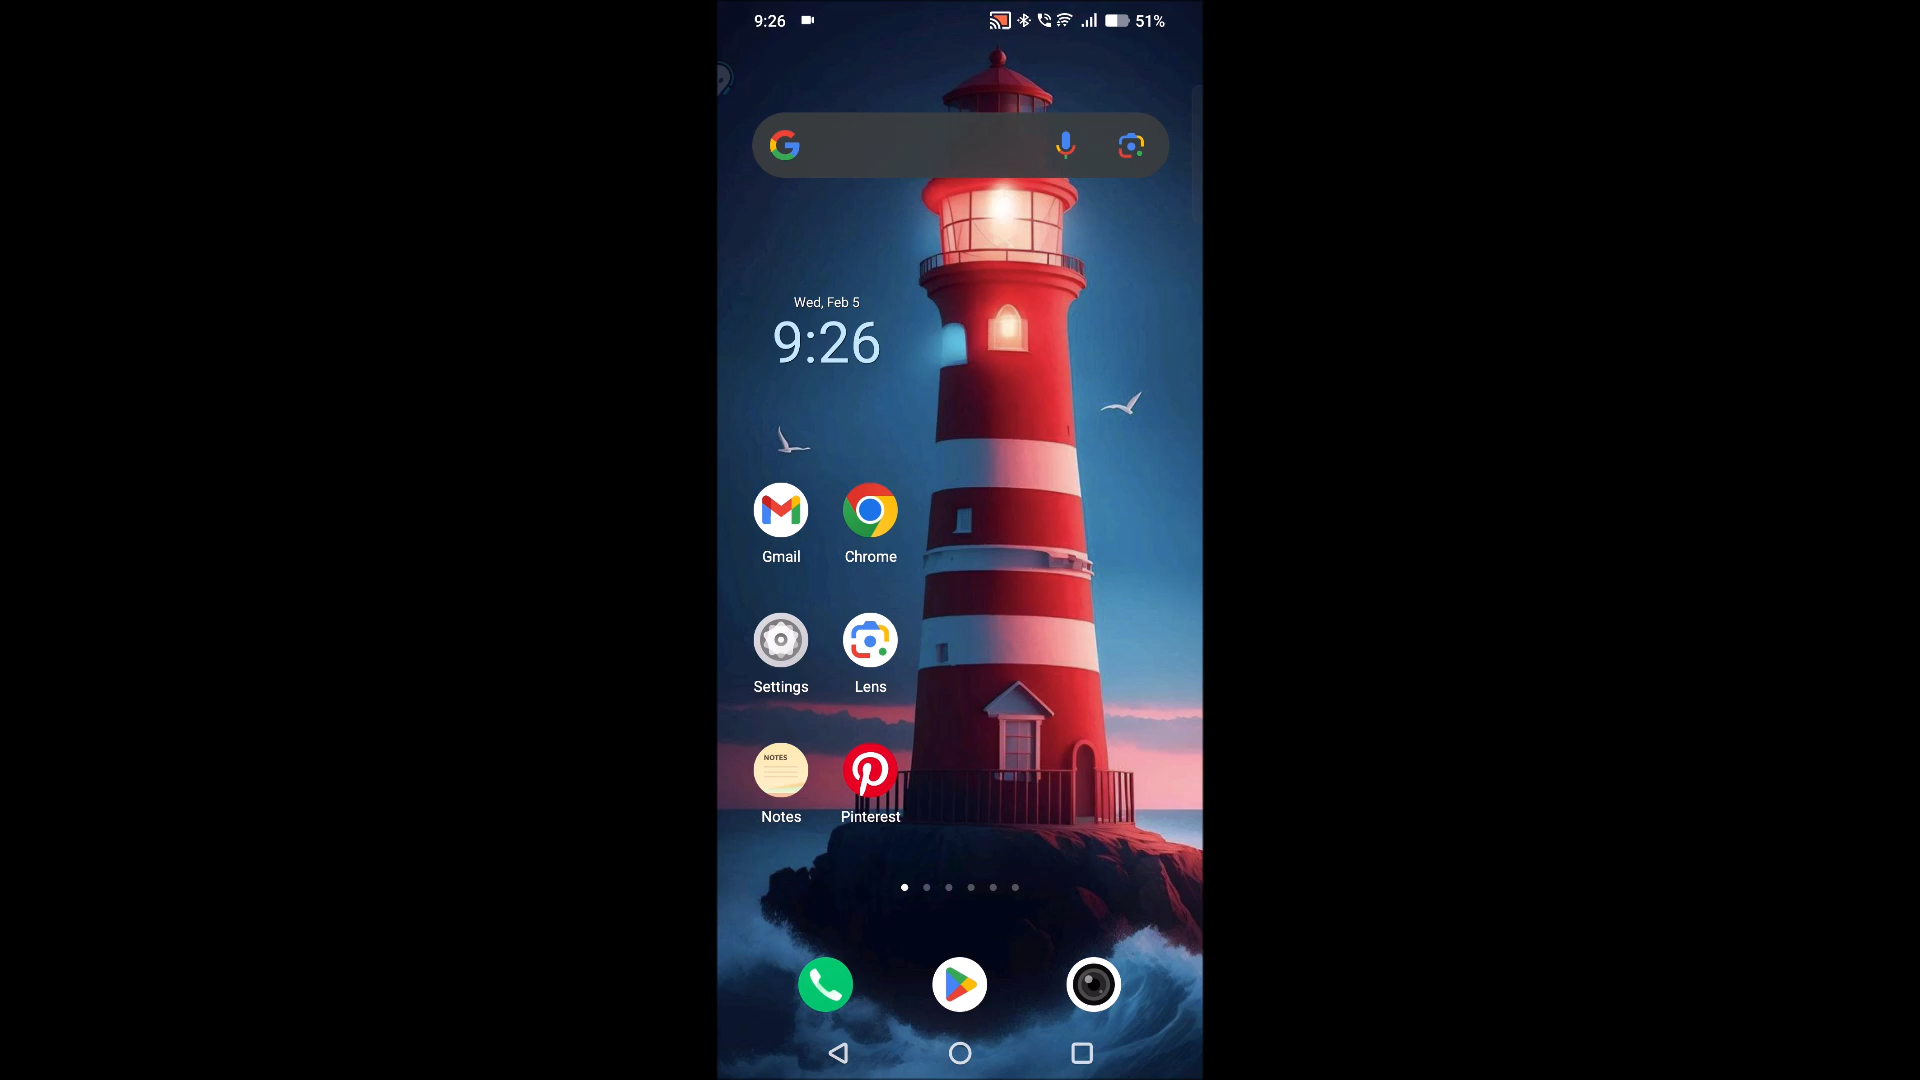 9:26
51%
Wed, Feb 5
9:26
Gmail
Chrome
Settings
Lens
NOTES
Notes
Pinterest